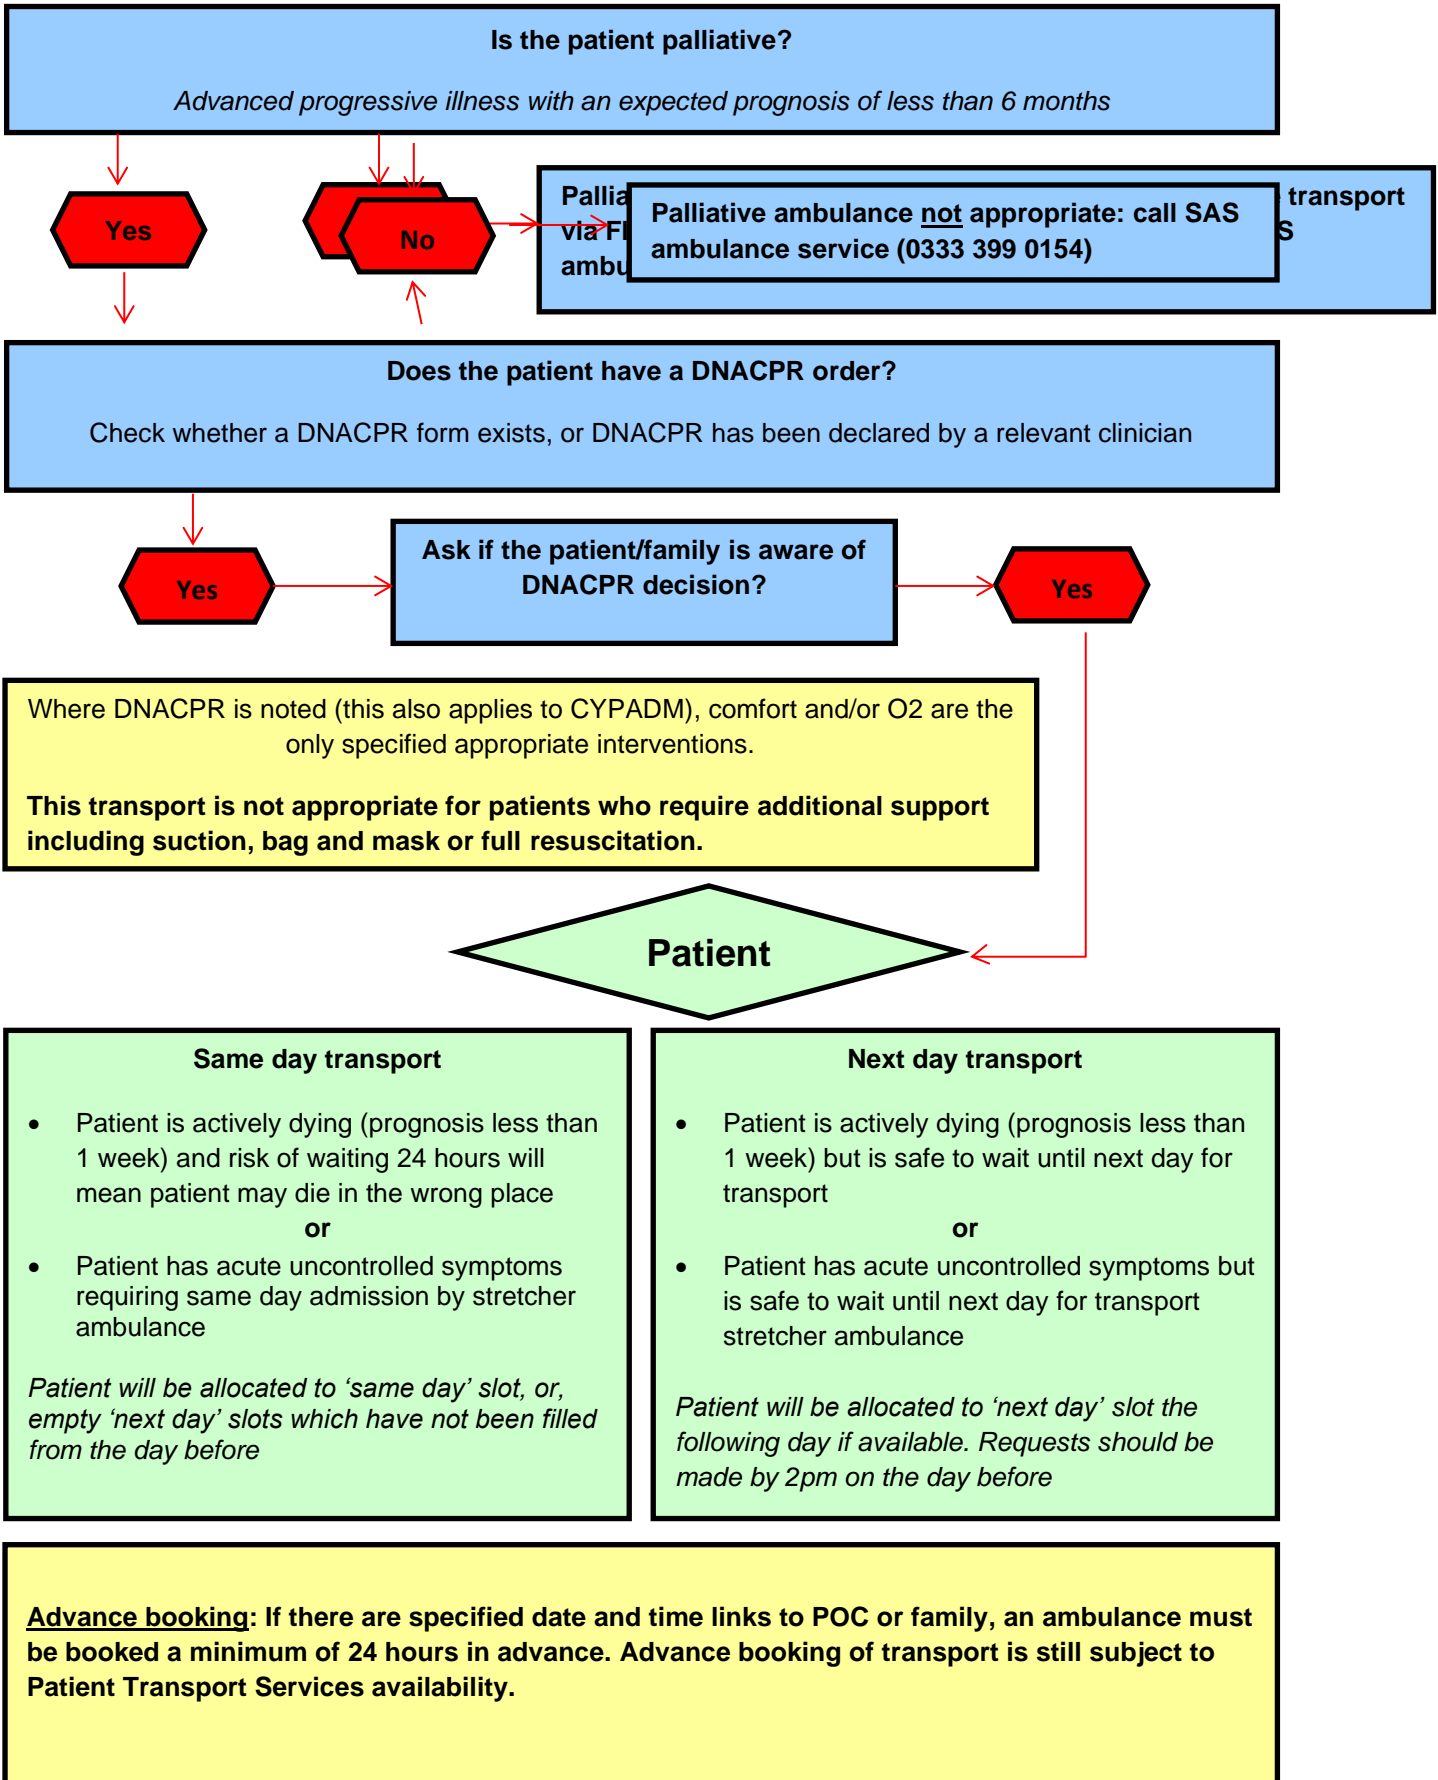 Is the patient palliative?
Advanced progressive illness with an expected prognosis of less than 6 months
Yes
No
transport
via
Palliative ambulance not appropriate: call SAS
ambulance service (0333 399 0154)
Does the patient have a DNACPR order?
Check whether a DNACPR form exists, or DNACPR has been declared by a relevant clinician
Yes
Ask if the patient/family is aware of
DNACPR decision?
Yes
Where DNACPR is noted (this also applies to CYPADM), comfort and/or O2 are the
only specified appropriate interventions.
This transport is not appropriate for patients who require additional support
including suction, bag and mask or full resuscitation.
Patient
Same day transport
• Patient is actively dying (prognosis less than
1 week) and risk of waiting 24 hours will
mean patient may die in the wrong place
or
• Patient has acute uncontrolled symptoms
requiring same day admission by stretcher
ambulance
Patient will be allocated to ‘same day’ slot, or,
empty ‘next day’ slots which have not been filled
from the day before
Next day transport
• Patient is actively dying (prognosis less than
1 week) but is safe to wait until next day for
transport
or
• Patient has acute uncontrolled symptoms but
is safe to wait until next day for transport
stretcher ambulance
Patient will be allocated to ‘next day’ slot the
following day if available. Requests should be
made by 2pm on the day before
Advance booking: If there are specified date and time links to POC or family, an ambulance must
be booked a minimum of 24 hours in advance. Advance booking of transport is still subject to
Patient Transport Services availability.